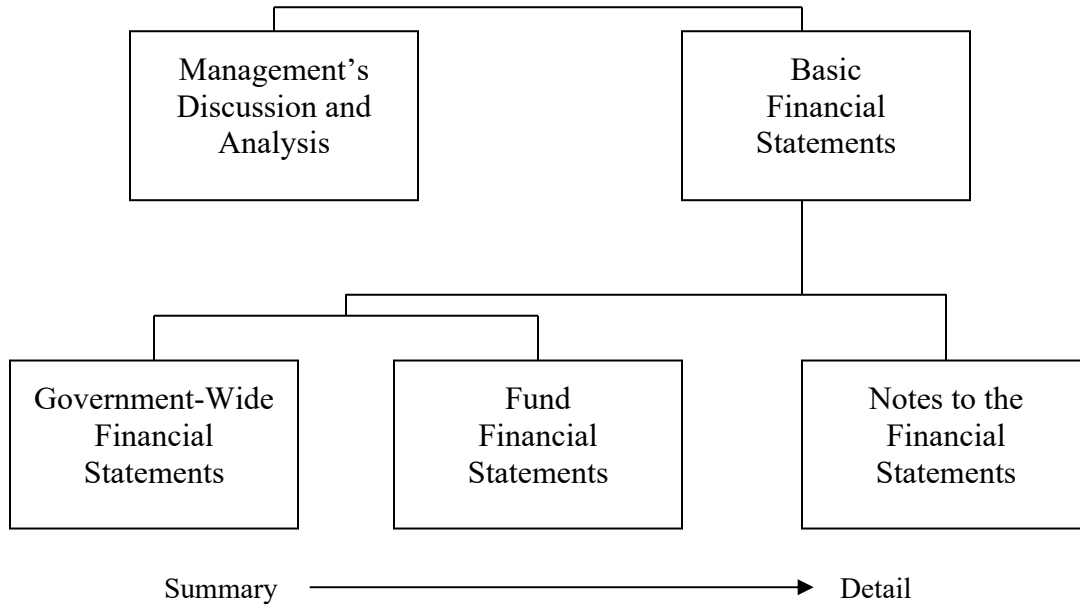 Management’s
Discussion and
Analysis
Basic
Financial
Statements
Government-Wide
Financial
Statements
Fund
Financial
Statements
Notes to the
Financial
Statements
Summary
Detail